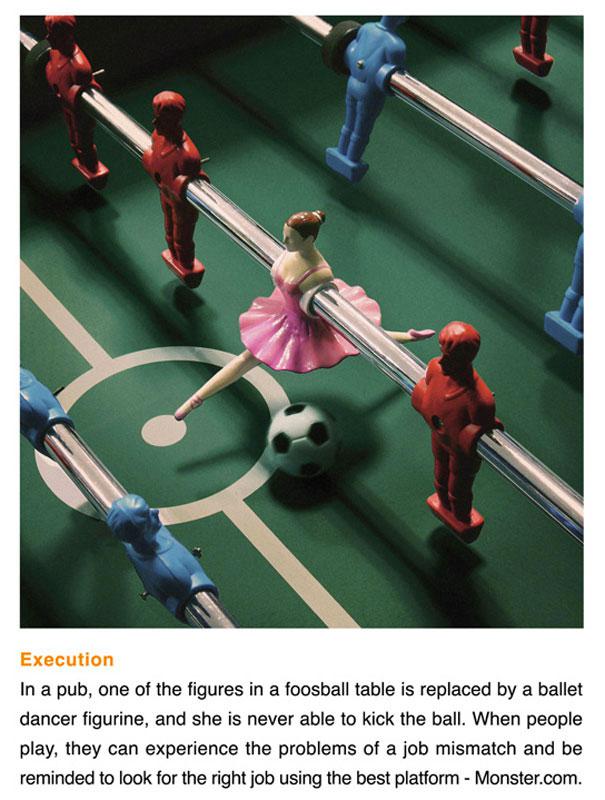 Execution
In a pub, one of the figures in a foosball table is replaced by a ballet
dancer figurine, and she is never able to kick the ball. When people
play, they can experience the problems of a job mismatch and be
reminded to look for the right job using the best platform - Monster.com.